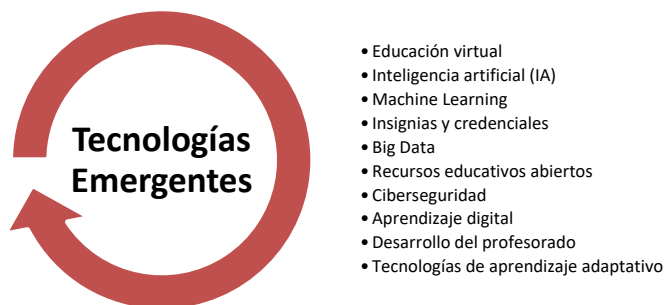 Tecnologías
Emergentes
• Educación virtual
• Inteligencia artificial (IA)
• Machine Learning
• Insignias y credenciales
• Big Data
• Recursos educativos abiertos
• Ciberseguridad
• Aprendizaje digital
• Desarrollo del profesorado
• Tecnologías de aprendizaje adaptativo